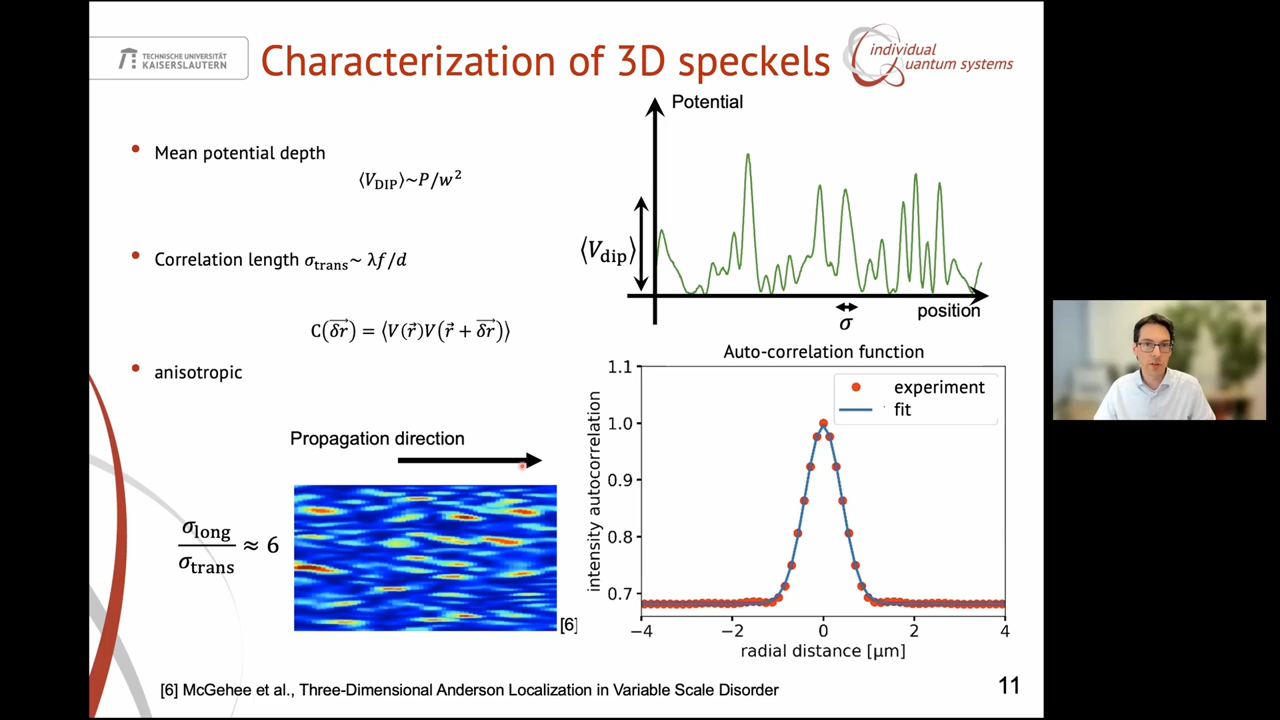 TECHNISCHE UNIVERSITÄT
KAISERSLAUTERN
Characterization of 3D speckels
individual
quantum systems
• Mean potential depth
⟨V_DIP⟩~P/w²
• Correlation length σ_trans~ λf/d
C(δr⃗) = ⟨V(r⃗)V(r⃗ + δr⃗)⟩
• anisotropic
Propagation direction
σ_long/σ_trans ≈ 6
[6]
Potential
⟨V_dip⟩
position
σ
Auto-correlation function
experiment
fit
intensity autocorrelation
1.1
1.0
0.9
0.8
0.7
−4 −2 0 2 4
radial distance [μm]
[6] McGehee et al., Three-Dimensional Anderson Localization in Variable Scale Disorder
11